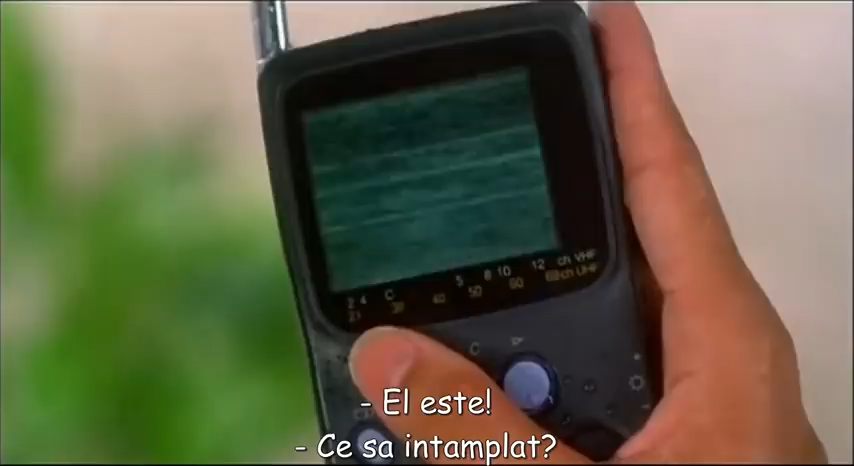 2 4 C 5 8 10 12 ch VHF
21 30 40 50 60 ch UHF
C
- El este!
- Ce sa intamplat?